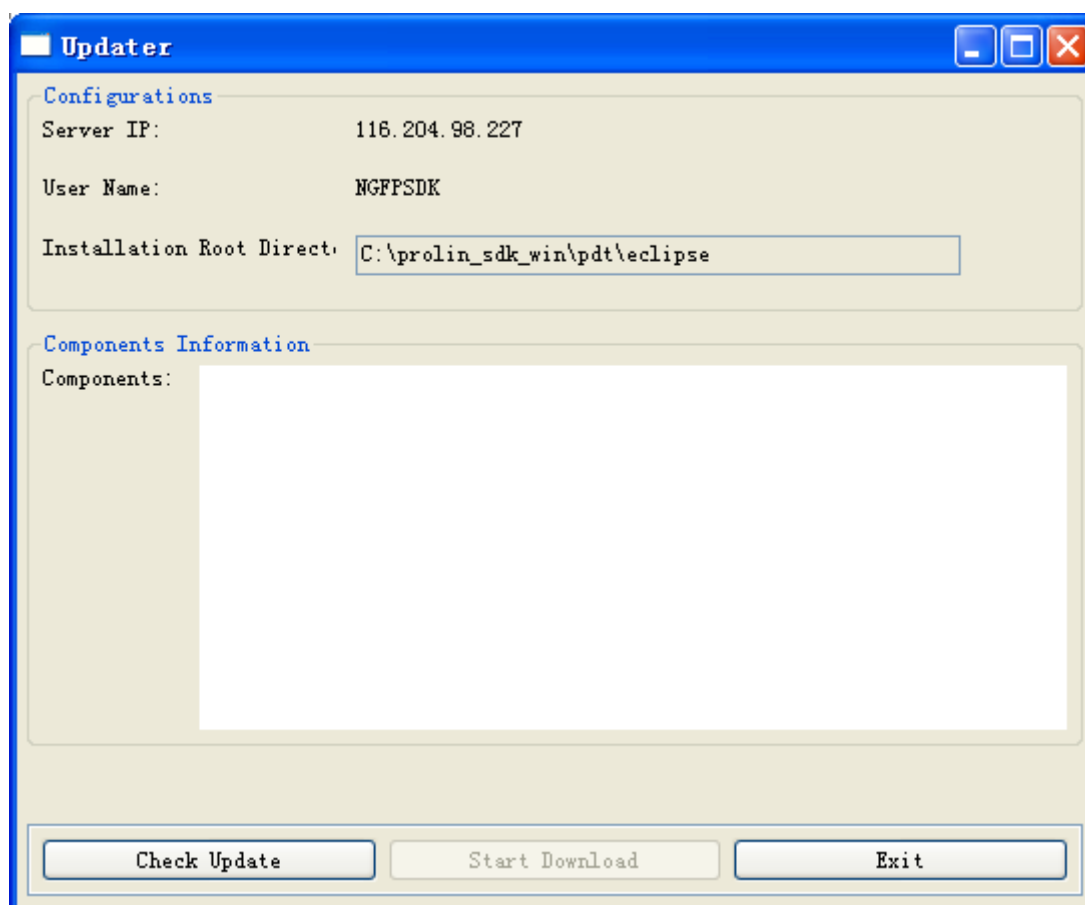 Updater
Configurations
Server IP: 116.204.98.227
User Name: NGFPSDK
Installation Root Direct C:\prolin_sdk_win\pdt\eclipse
Components Information
Components:
Check Update Start Download Exit